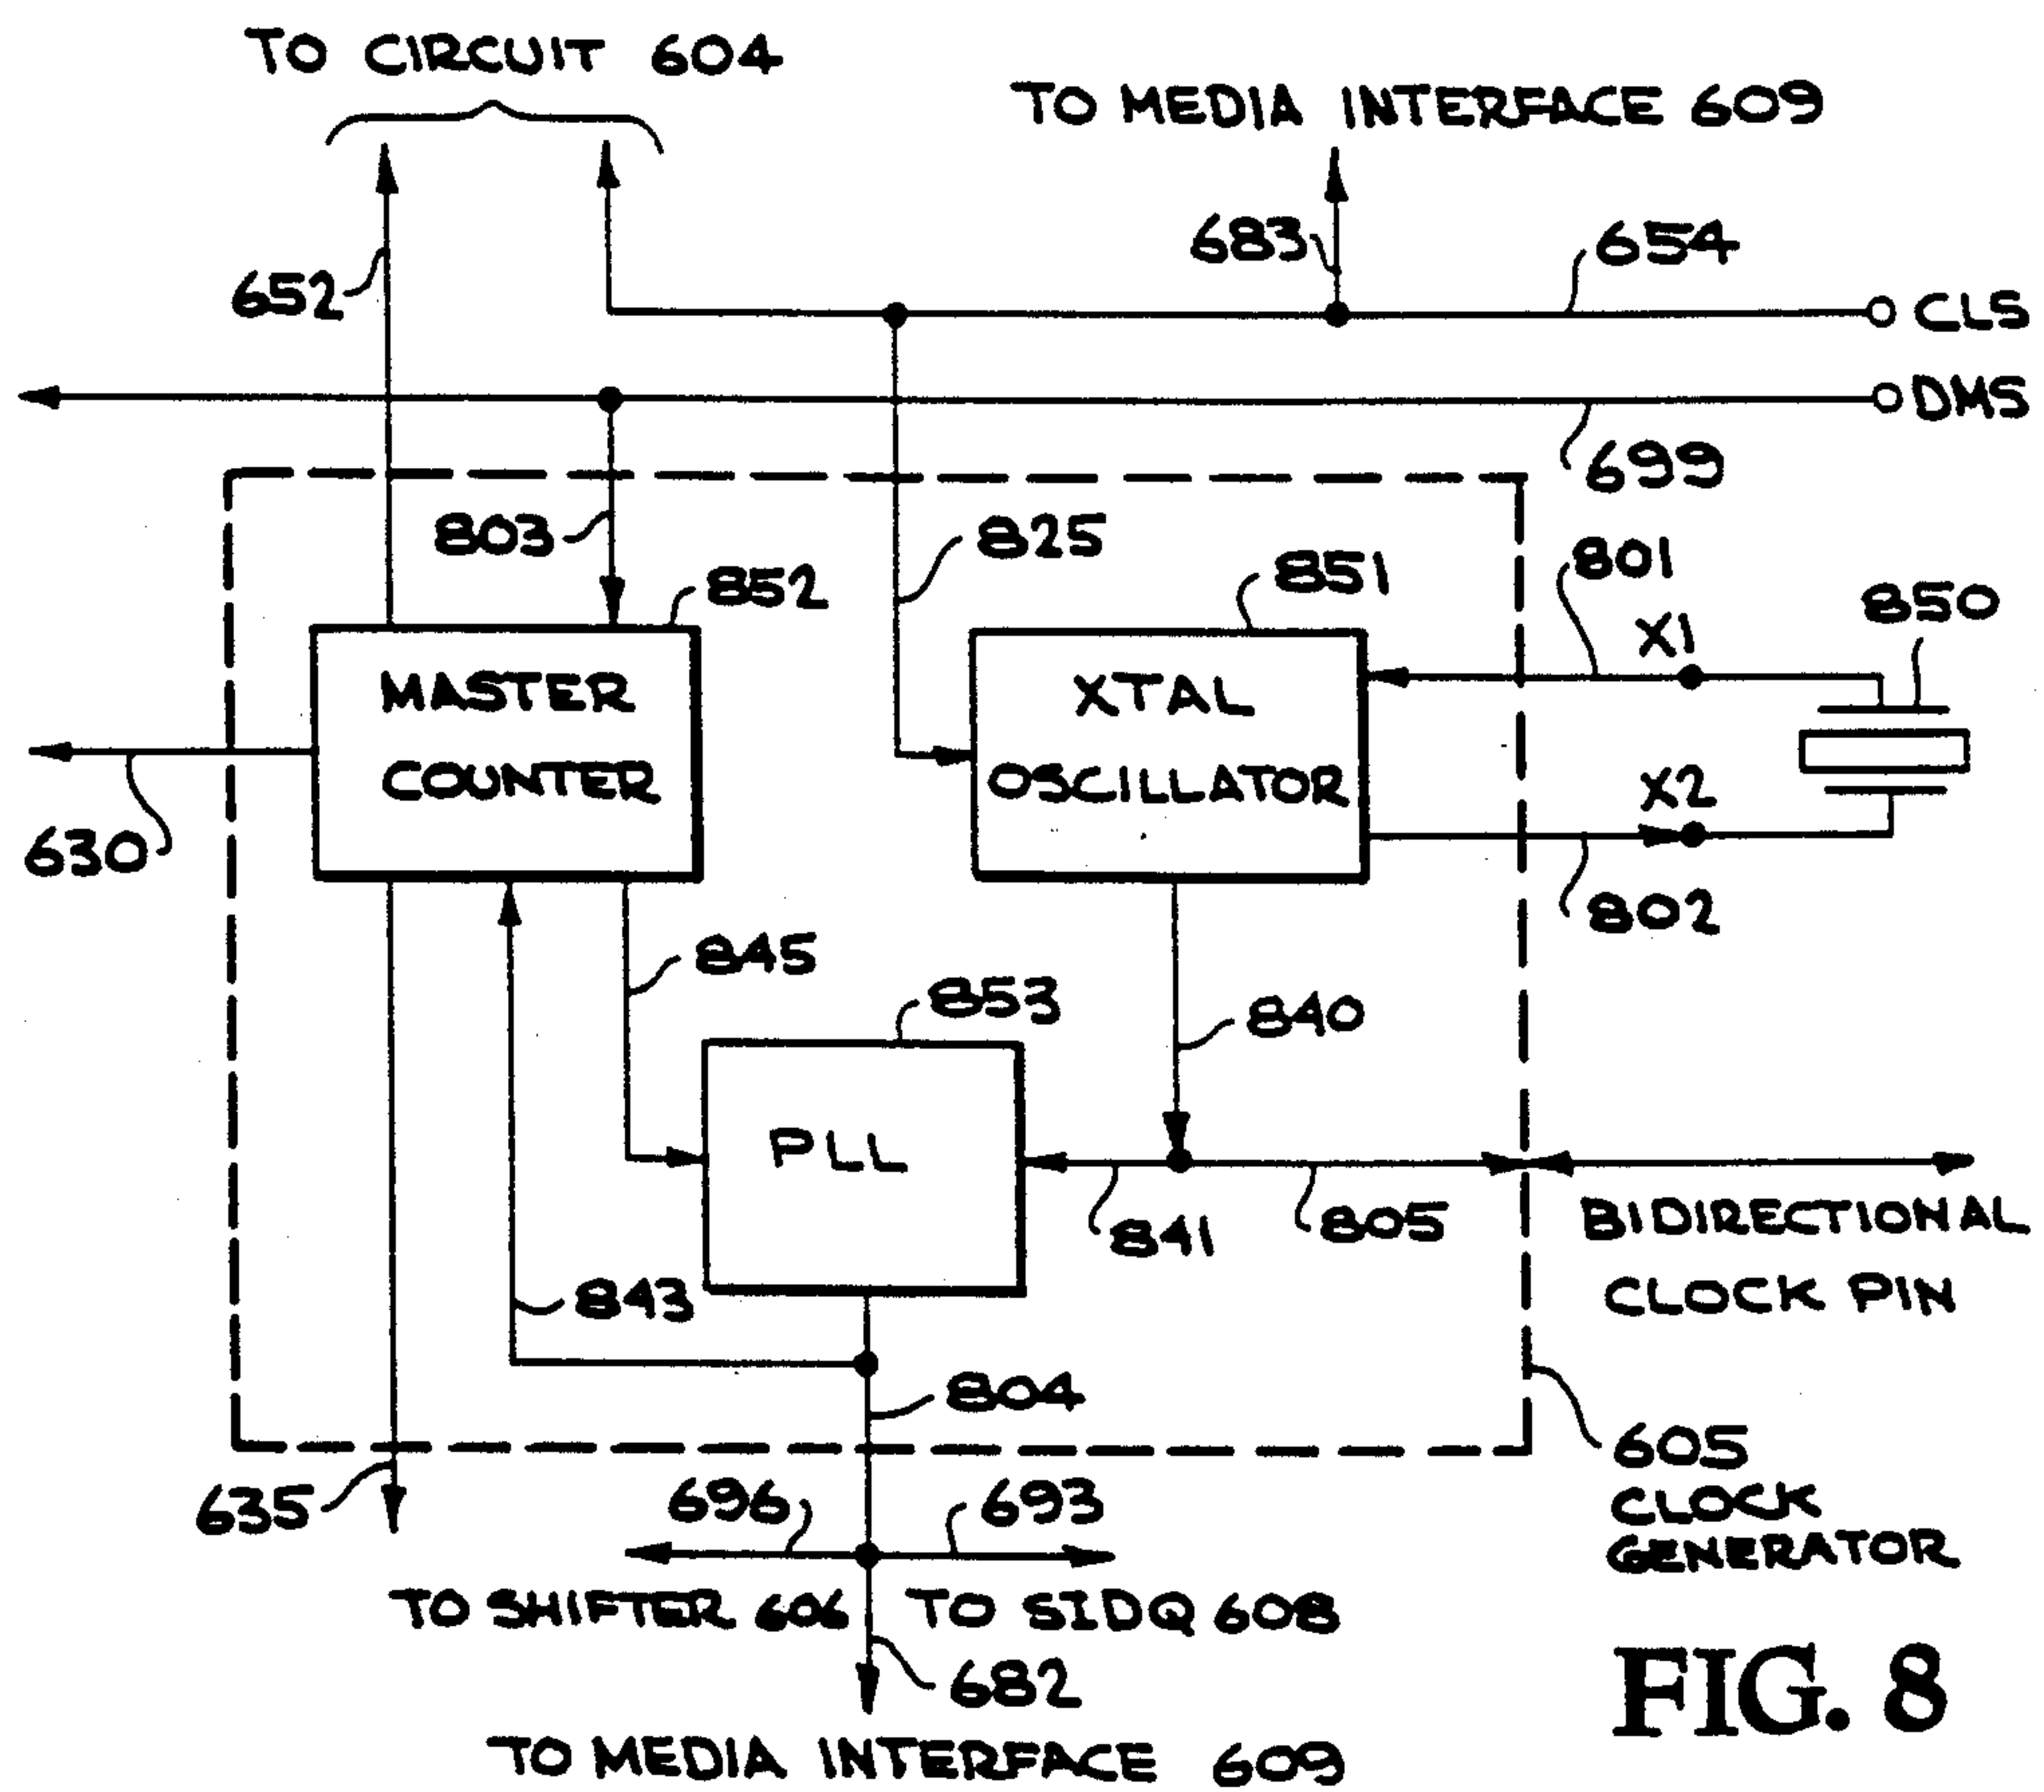 TO CIRCUIT 604
TO MEDIA INTERFACE 609
683
654
652
CLS
DMS
699
803
825
852
851
801
850
X1
MASTER
COUNTER
XTAL
OSCILLATOR
X2
630
802
845
853
840
PLL
841
805
BIDIRECTIONAL
CLOCK PIN
843
804
605
CLOCK
GENERATOR
635
696
693
TO SHIFTER 606
TO SIDQ 608
682
TO MEDIA INTERFACE 609
FIG. 8